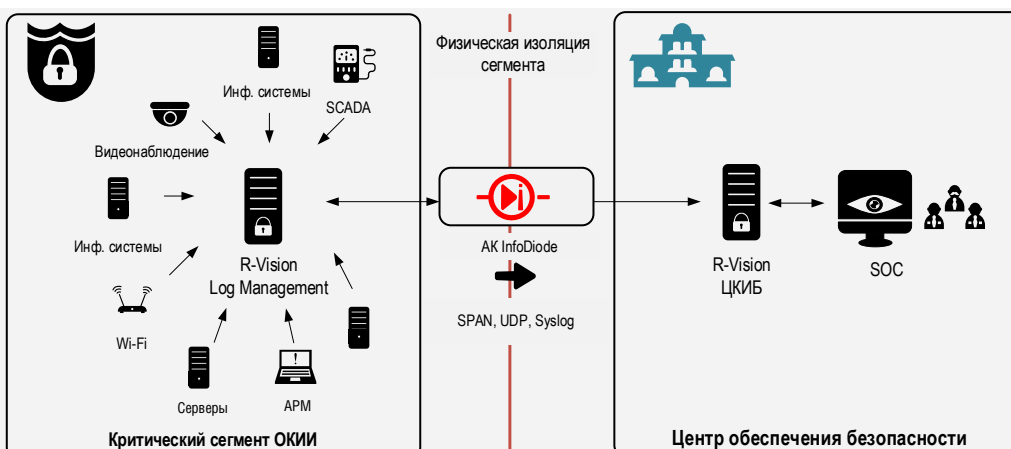 Физическая изоляция
сегмента
Инф. системы
SCADA
Видеонаблюдение
Инф. системы
R-Vision
Log Management
Wi-Fi
Серверы
АРМ
Критический сегмент ОКИИ
АК InfoDiode
SPAN, UDP, Syslog
R-Vision
ЦКИБ
SOC
Центр обеспечения безопасности